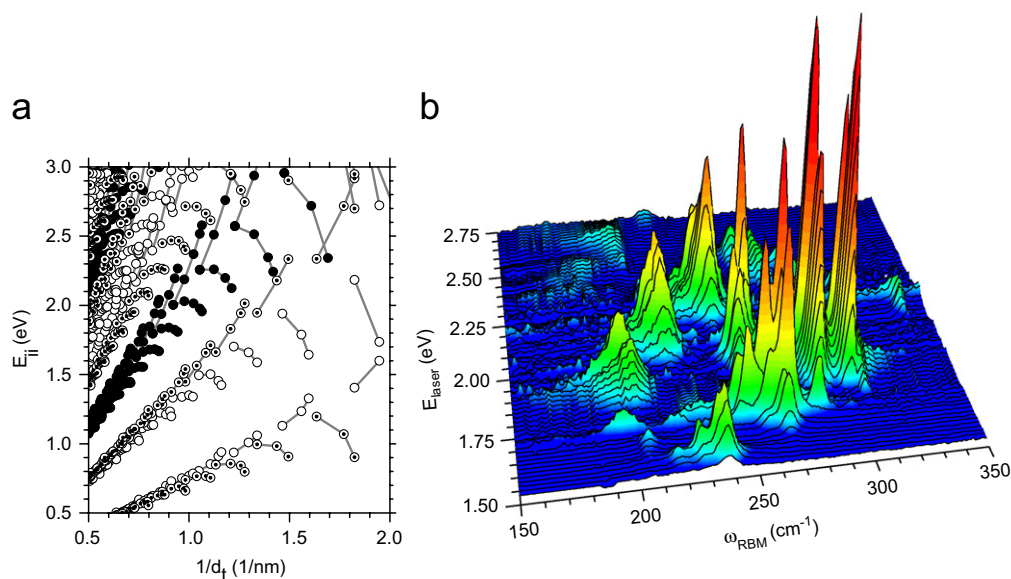 a
b
3.0
2.5
2.0
1.5
1.0
0.5
E_ii (eV)
0.5 1.0 1.5 2.0
1/d_t (1/nm)
2.75
2.50
2.25
2.00
1.75
1.50
E_laser (eV)
150 200 250 300 350
ω_RBM (cm⁻¹)